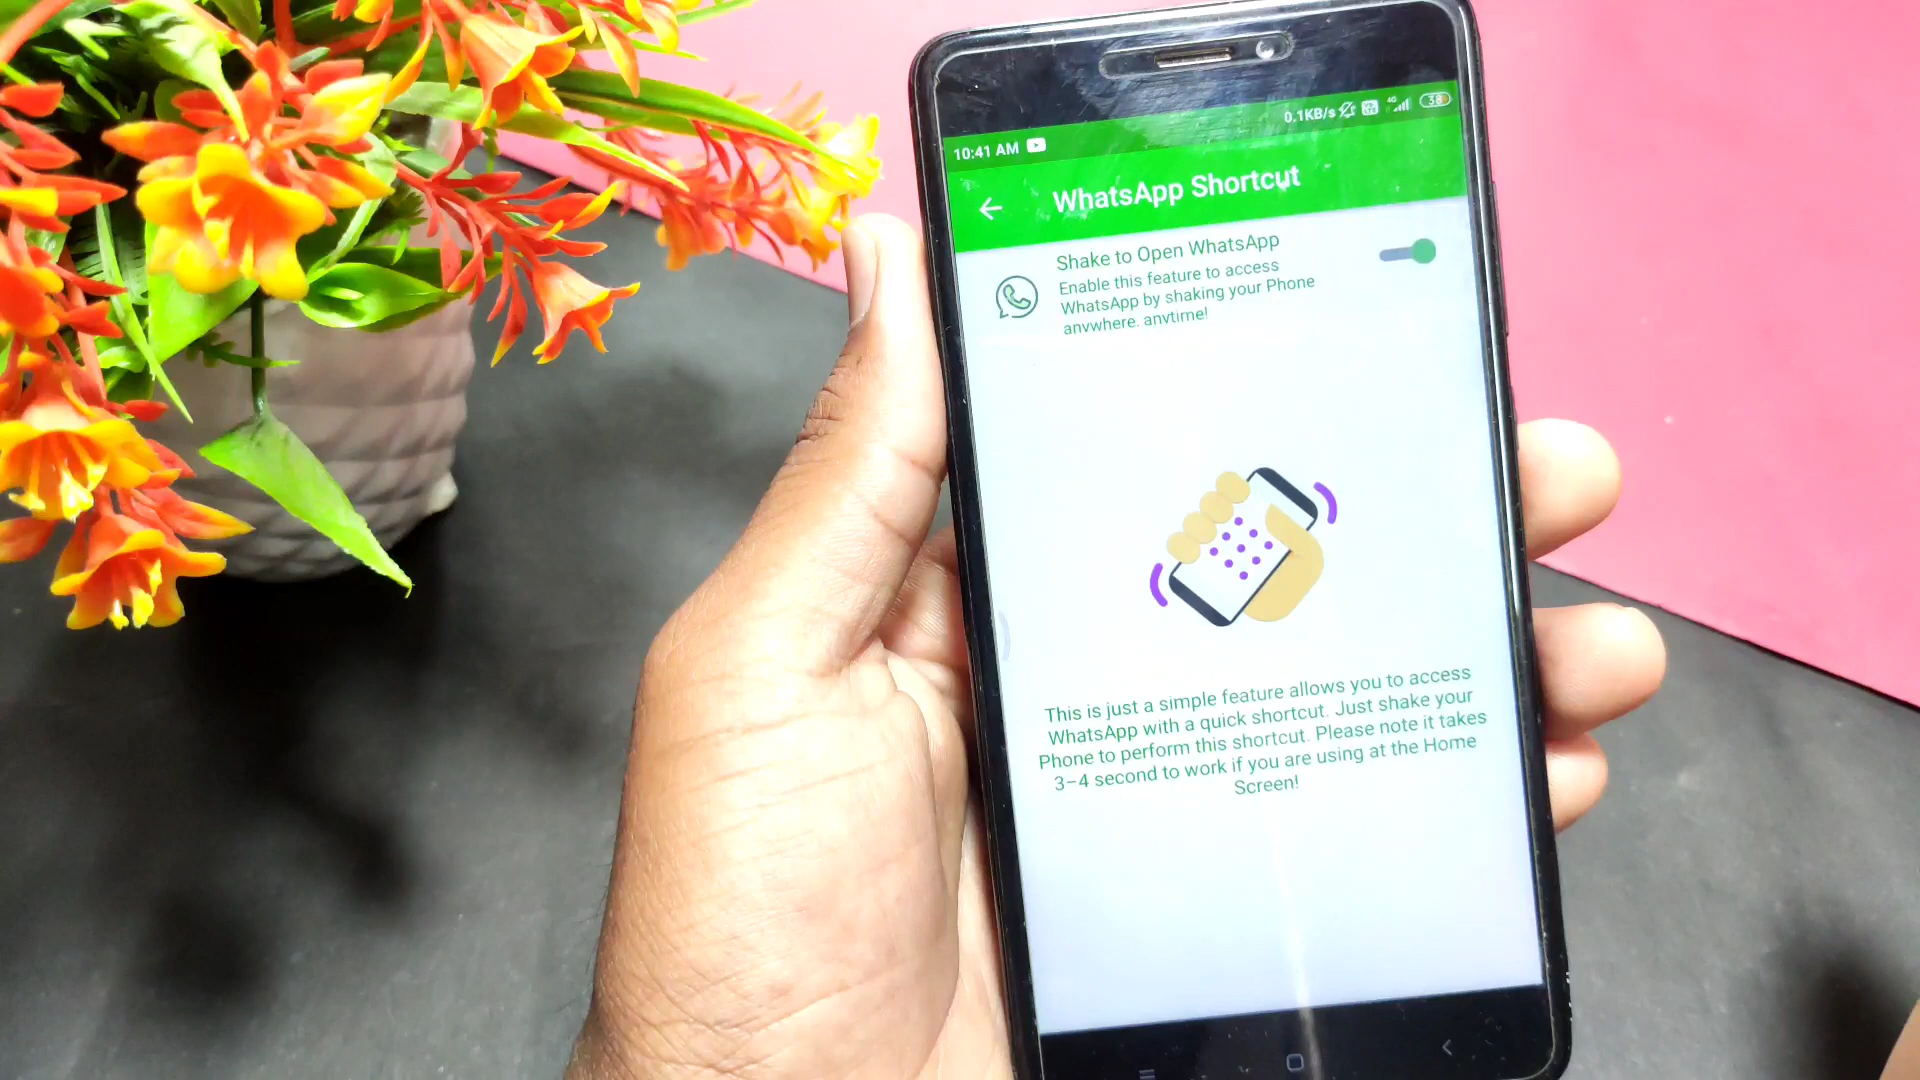 10:41 AM
0.1KB/s
4G
38
WhatsApp Shortcut
Shake to Open WhatsApp
Enable this feature to access
WhatsApp by shaking your Phone
anywhere. anytime!
This is just a simple feature allows you to access
WhatsApp with a quick shortcut. Just shake your
Phone to perform this shortcut. Please note it takes
3-4 second to work if you are using at the Home
Screen!